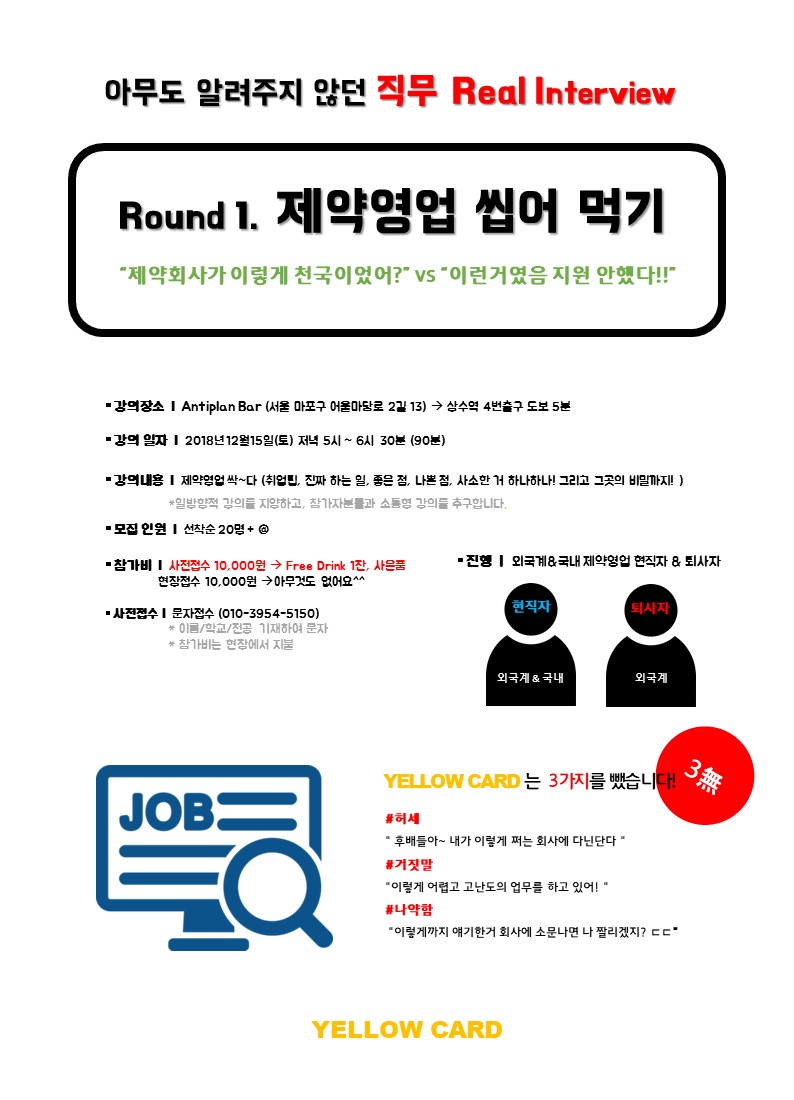 아무도 알려주지 않던 직무 Real Interview
Round 1. 제약영업 씹어 먹기
“제약회사가 이렇게 천국이었어?” vs “이런거였음 지원 안했다!!”
▪강의장소 ㅣ Antiplan Bar (서울 마포구 어울마당로 2길 13) → 상수역 4번출구 도보 5분
▪강의 일자 ㅣ 2018년12월15일(토) 저녁 5시 ~ 6시 30분 (90분)
▪강의내용 ㅣ 제약영업 싹~다 (취업팁, 진짜 하는 일, 좋은 점, 나쁜 점, 사소한 거 하나하나! 그리고 그곳의 비밀까지! )
*일방향적 강의를 지양하고, 참가자분들과 소통형 강의를 추구합니다.
▪모집 인원 ㅣ 선착순 20명 + @
▪참가비 ㅣ 사전접수 10,000원 → Free Drink 1잔, 사은품
현장접수 10,000원 →아무것도 없어요^^
▪사전접수 ㅣ 문자접수 (010-3954-5150)
* 이름/학교/전공 기재하여 문자
* 참가비는 현장에서 지불
▪진행 ㅣ 외국계&국내 제약영업 현직자 & 퇴사자
현직자
외국계 & 국내
퇴사자
외국계
JOB
YELLOW CARD 는 3가지를 뺐습니다!
3無
#허세
“ 후배들아~ 내가 이렇게 쩌는 회사에 다닌단다 “
#거짓말
“이렇게 어렵고 고난도의 업무를 하고 있어! “
#나약함
“이렇게까지 얘기한거 회사에 소문나면 나 짤리겠지? ㄷㄷ”
YELLOW CARD